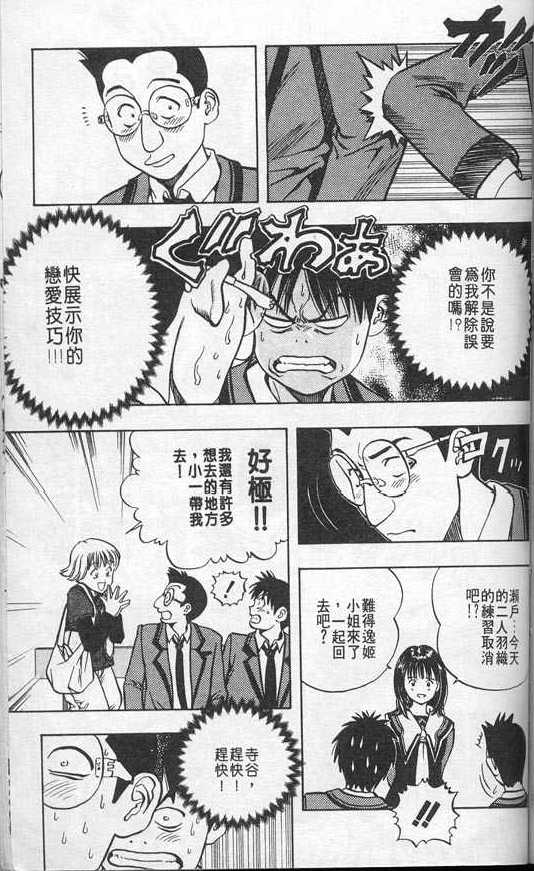 ガッ
你不是說要
為我解除誤
會的嗎!?
ぐ"わぁ
快展示你的
戀愛技巧!!!
クッ
好極!!
我還有許多
想去的地方
,小一帶我
去!
!
瀨戶…今天
的二人羽織
的練習取消
吧!?
難得逸姬
小姐來了
,一起回
去吧?
!!
寺谷,
趕快!
趕快!